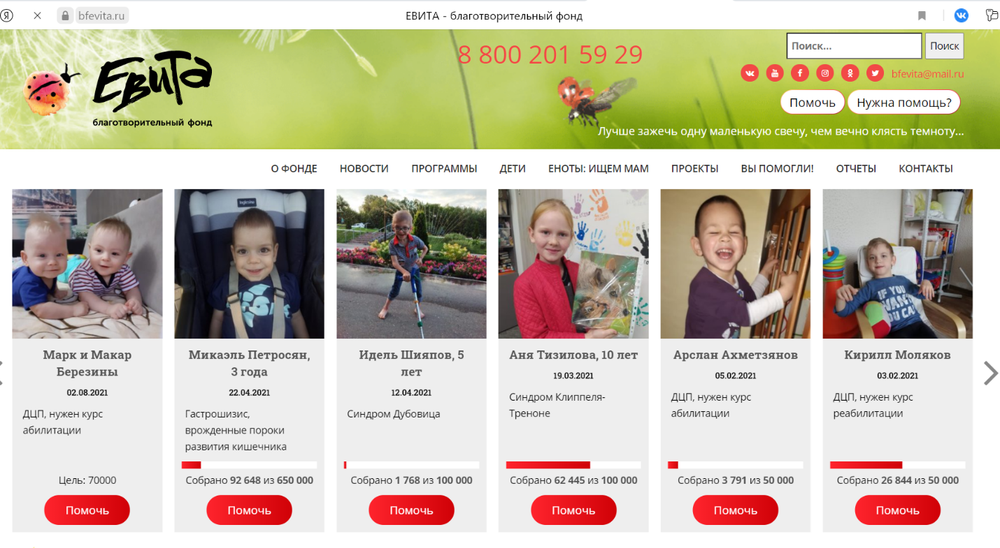 bfevita.ru
ЕВИТА - благотворительный фонд
ЕВИТА
благотворительный фонд
8 800 201 59 29
Поиск...
Поиск
bfevita@mail.ru
Помочь
Нужна помощь?
Лучше зажечь одну маленькую свечу, чем вечно клясть темноту...
О ФОНДЕ НОВОСТИ ПРОГРАММЫ ДЕТИ ЕНОТЫ: ИЩЕМ МАМ ПРОЕКТЫ ВЫ ПОМОГЛИ! ОТЧЕТЫ КОНТАКТЫ
Марк и Макар
Березины
02.08.2021
ДЦП, нужен курс
абилитации
Цель: 70000
Помочь
inglesina
Микаэль Петросян,
3 года
22.04.2021
Гастрошизис,
врожденные пороки
развития кишечника
Собрано 92 648 из 650 000
Помочь
Идель Шияпов, 5
лет
12.04.2021
Синдром Дубовица
Собрано 1 768 из 100 000
Помочь
Аня Тизилова, 10 лет
19.03.2021
Синдром Клиппеля-
Треноне
Собрано 62 445 из 100 000
Помочь
Арслан Ахметзянов
05.02.2021
ДЦП, нужен курс
абилитации
Собрано 3 791 из 50 000
Помочь
IF YOU
WANT
YOU CA
Кирилл Моляков
03.02.2021
ДЦП, нужен курс
реабилитации
Собрано 26 844 из 50 000
Помочь